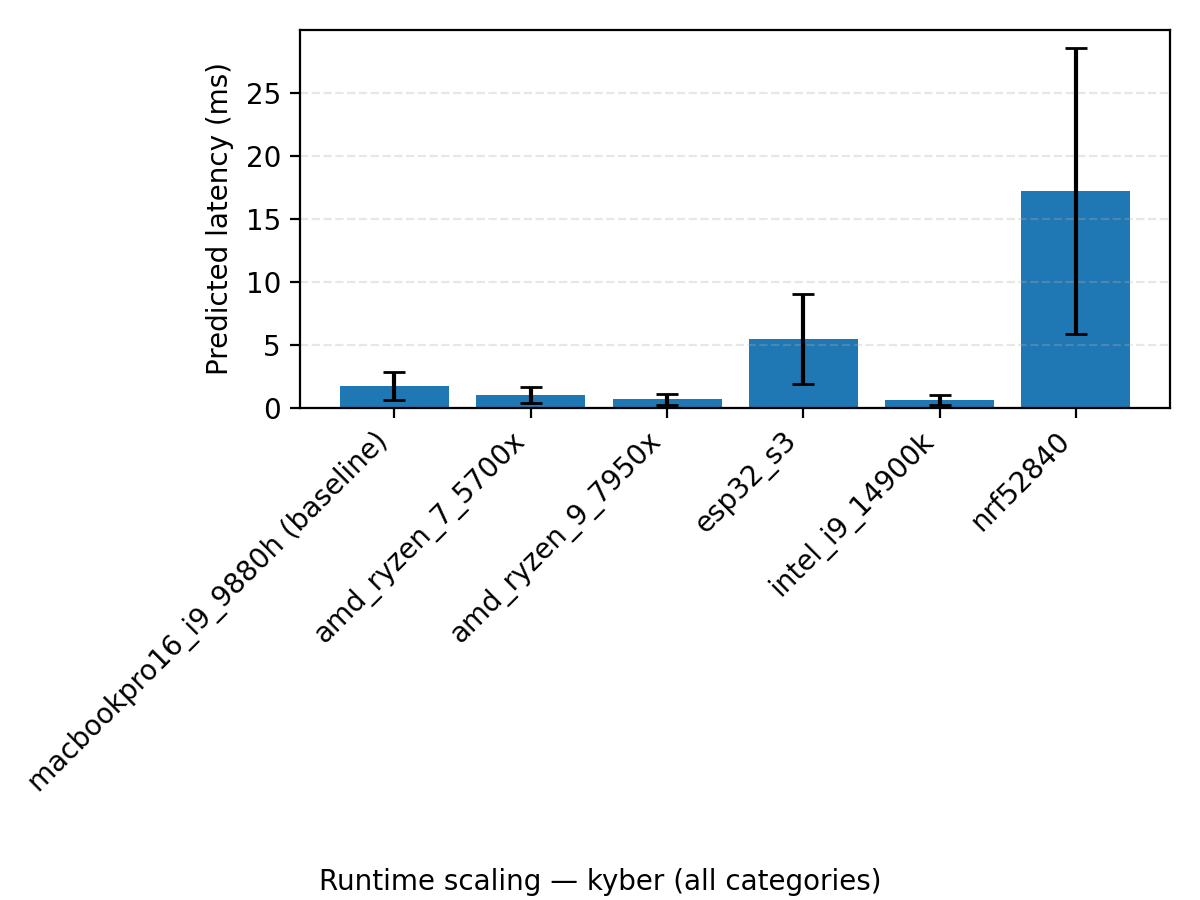 Predicted latency (ms)
25
20
15
10
5
0
macbookpro16_i9_9880h (baseline)
amd_ryzen_7_5700x
amd_ryzen_9_7950x
esp32_s3
intel_i9_14900k
nrf52840
Runtime scaling — kyber (all categories)